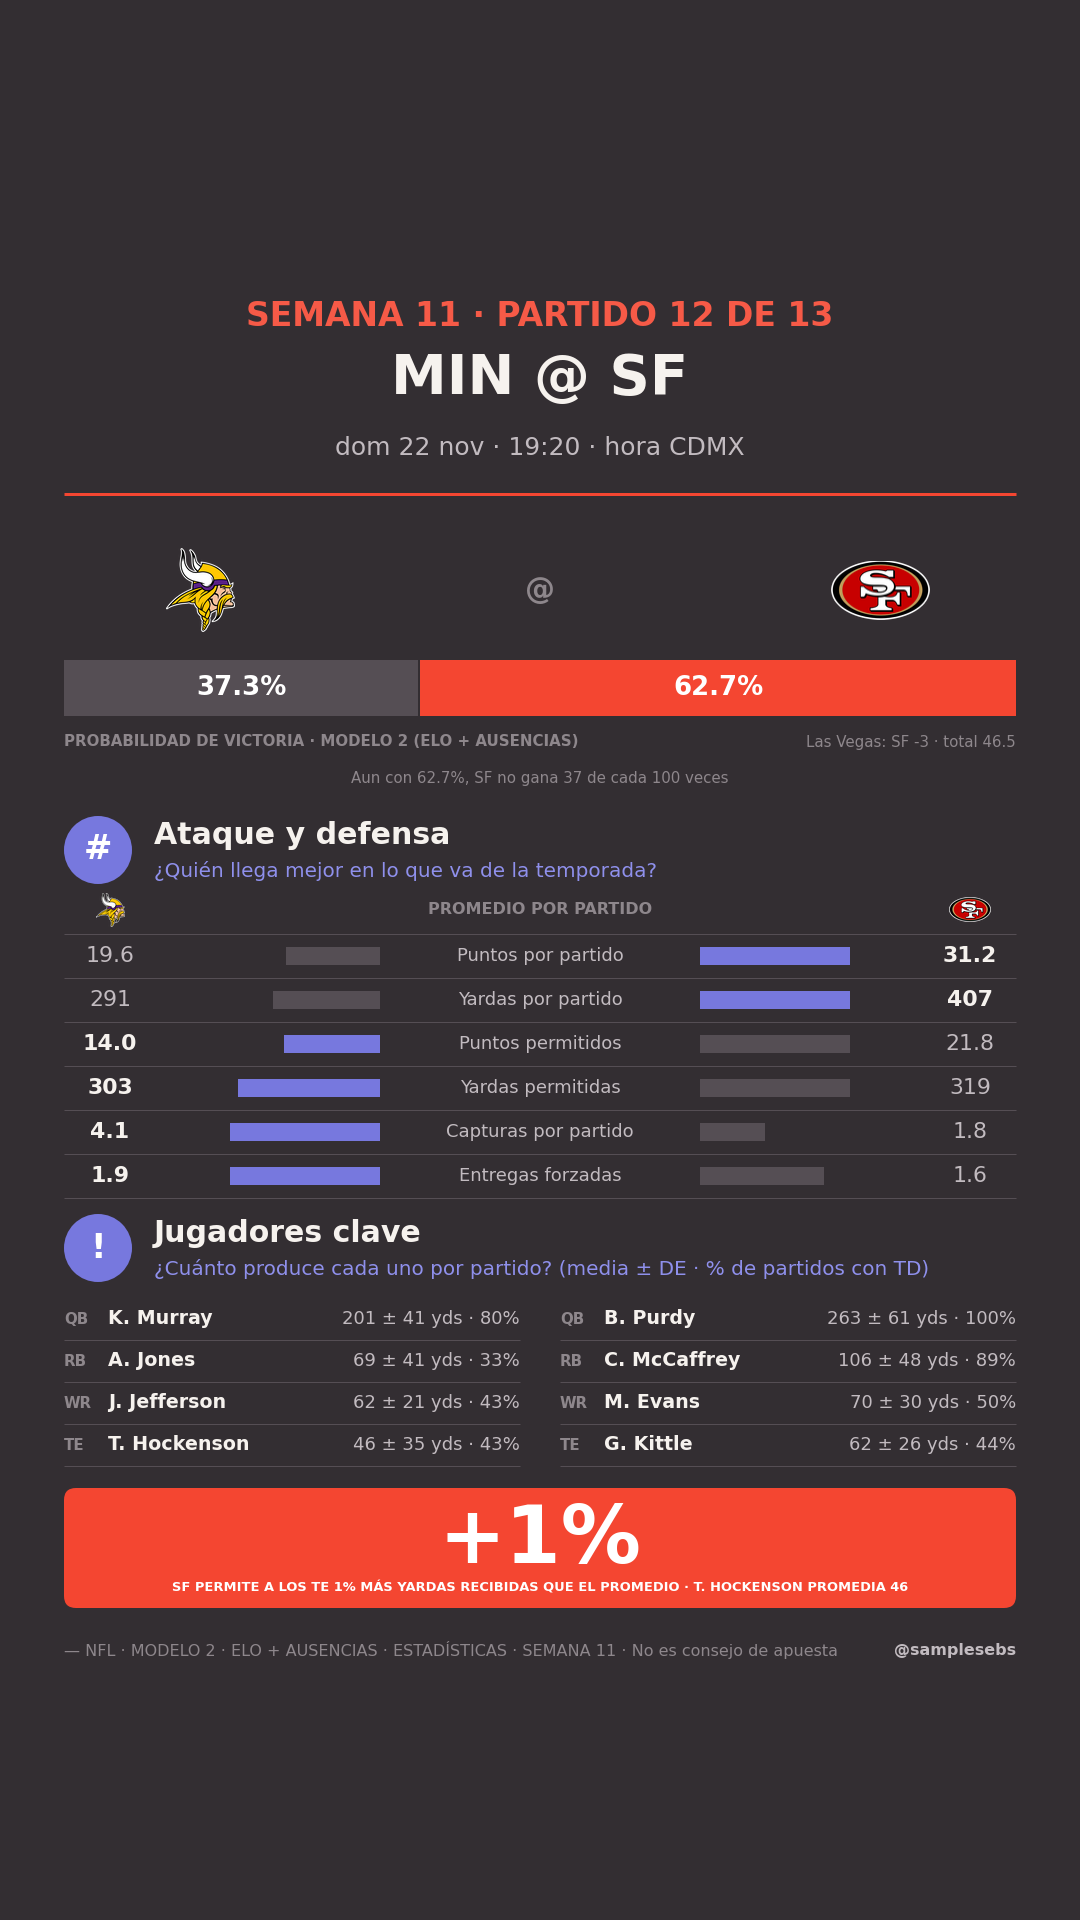 SEMANA 11 · PARTIDO 12 DE 13
MIN @ SF
dom 22 nov · 19:20 · hora CDMX
@
SF
37.3% 62.7%
PROBABILIDAD DE VICTORIA · MODELO 2 (ELO + AUSENCIAS) Las Vegas: SF -3 · total 46.5
Aun con 62.7%, SF no gana 37 de cada 100 veces
# Ataque y defensa
¿Quién llega mejor en lo que va de la temporada?
PROMEDIO POR PARTIDO SF
19.6 Puntos por partido 31.2
291 Yardas por partido 407
14.0 Puntos permitidos 21.8
303 Yardas permitidas 319
4.1 Capturas por partido 1.8
1.9 Entregas forzadas 1.6
! Jugadores clave
¿Cuánto produce cada uno por partido? (media ± DE · % de partidos con TD)
QB K. Murray 201 ± 41 yds · 80% QB B. Purdy 263 ± 61 yds · 100%
RB A. Jones 69 ± 41 yds · 33% RB C. McCaffrey 106 ± 48 yds · 89%
WR J. Jefferson 62 ± 21 yds · 43% WR M. Evans 70 ± 30 yds · 50%
TE T. Hockenson 46 ± 35 yds · 43% TE G. Kittle 62 ± 26 yds · 44%
+1%
SF PERMITE A LOS TE 1% MÁS YARDAS RECIBIDAS QUE EL PROMEDIO · T. HOCKENSON PROMEDIA 46
— NFL · MODELO 2 · ELO + AUSENCIAS · ESTADÍSTICAS · SEMANA 11 · No es consejo de apuesta @samplesebs